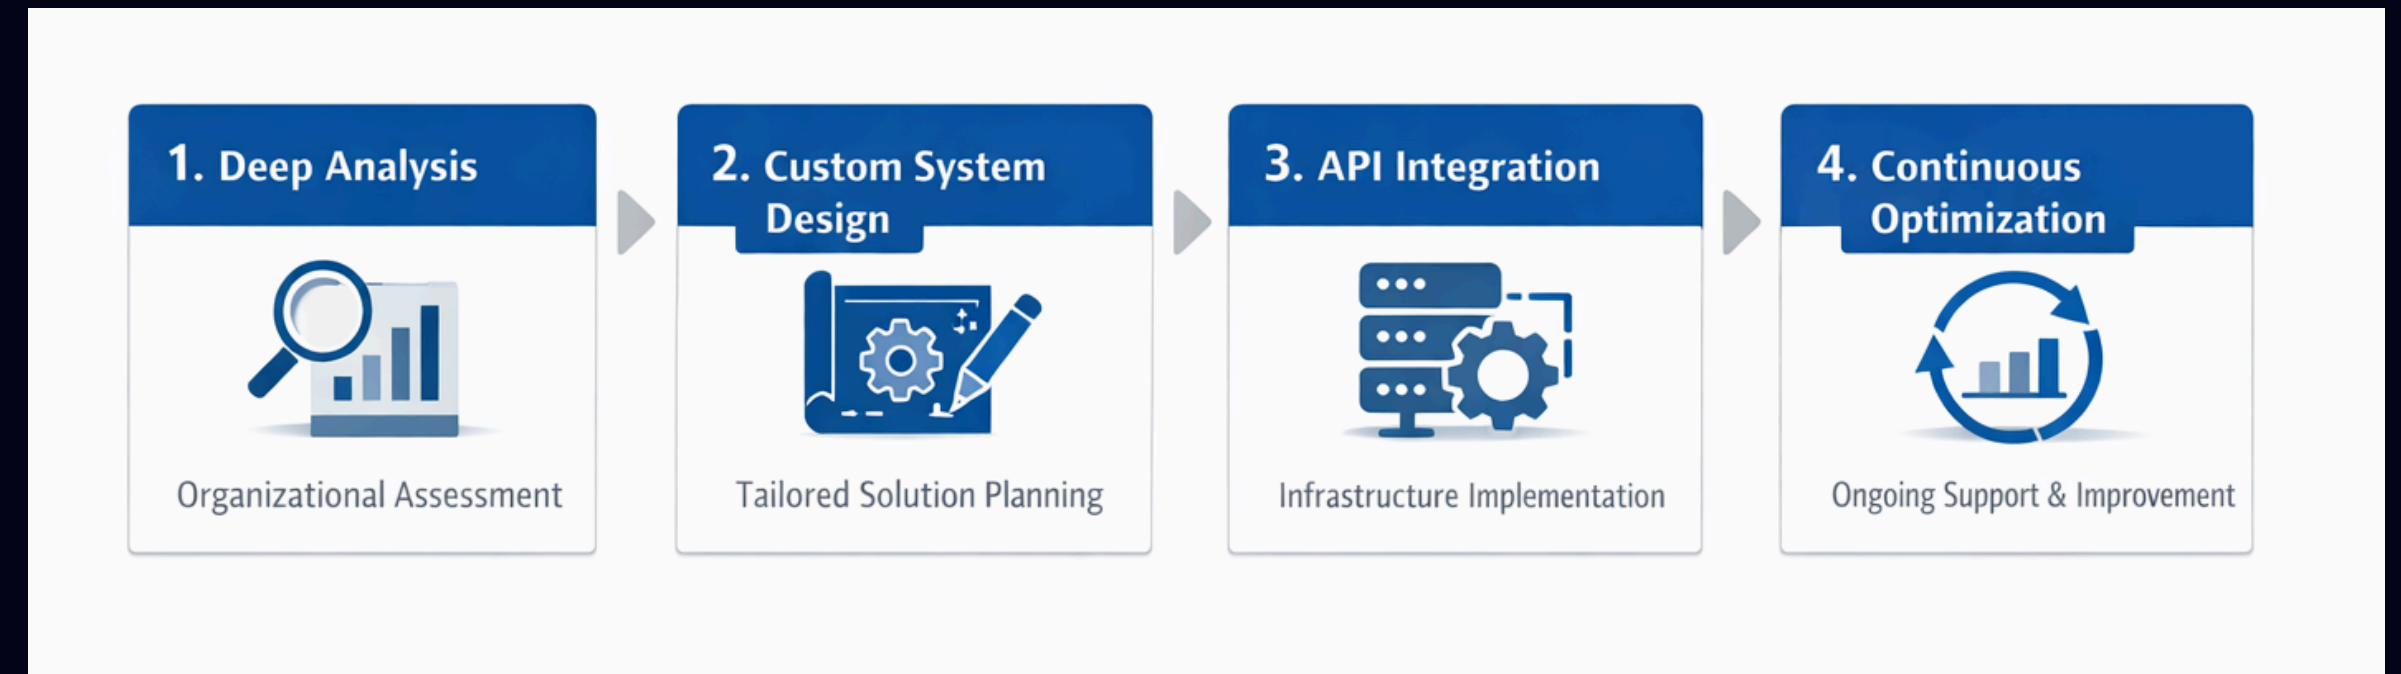 1. Deep Analysis
Organizational Assessment
2. Custom System
Design
Tailored Solution Planning
3. API Integration
Infrastructure Implementation
4. Continuous
Optimization
Ongoing Support & Improvement